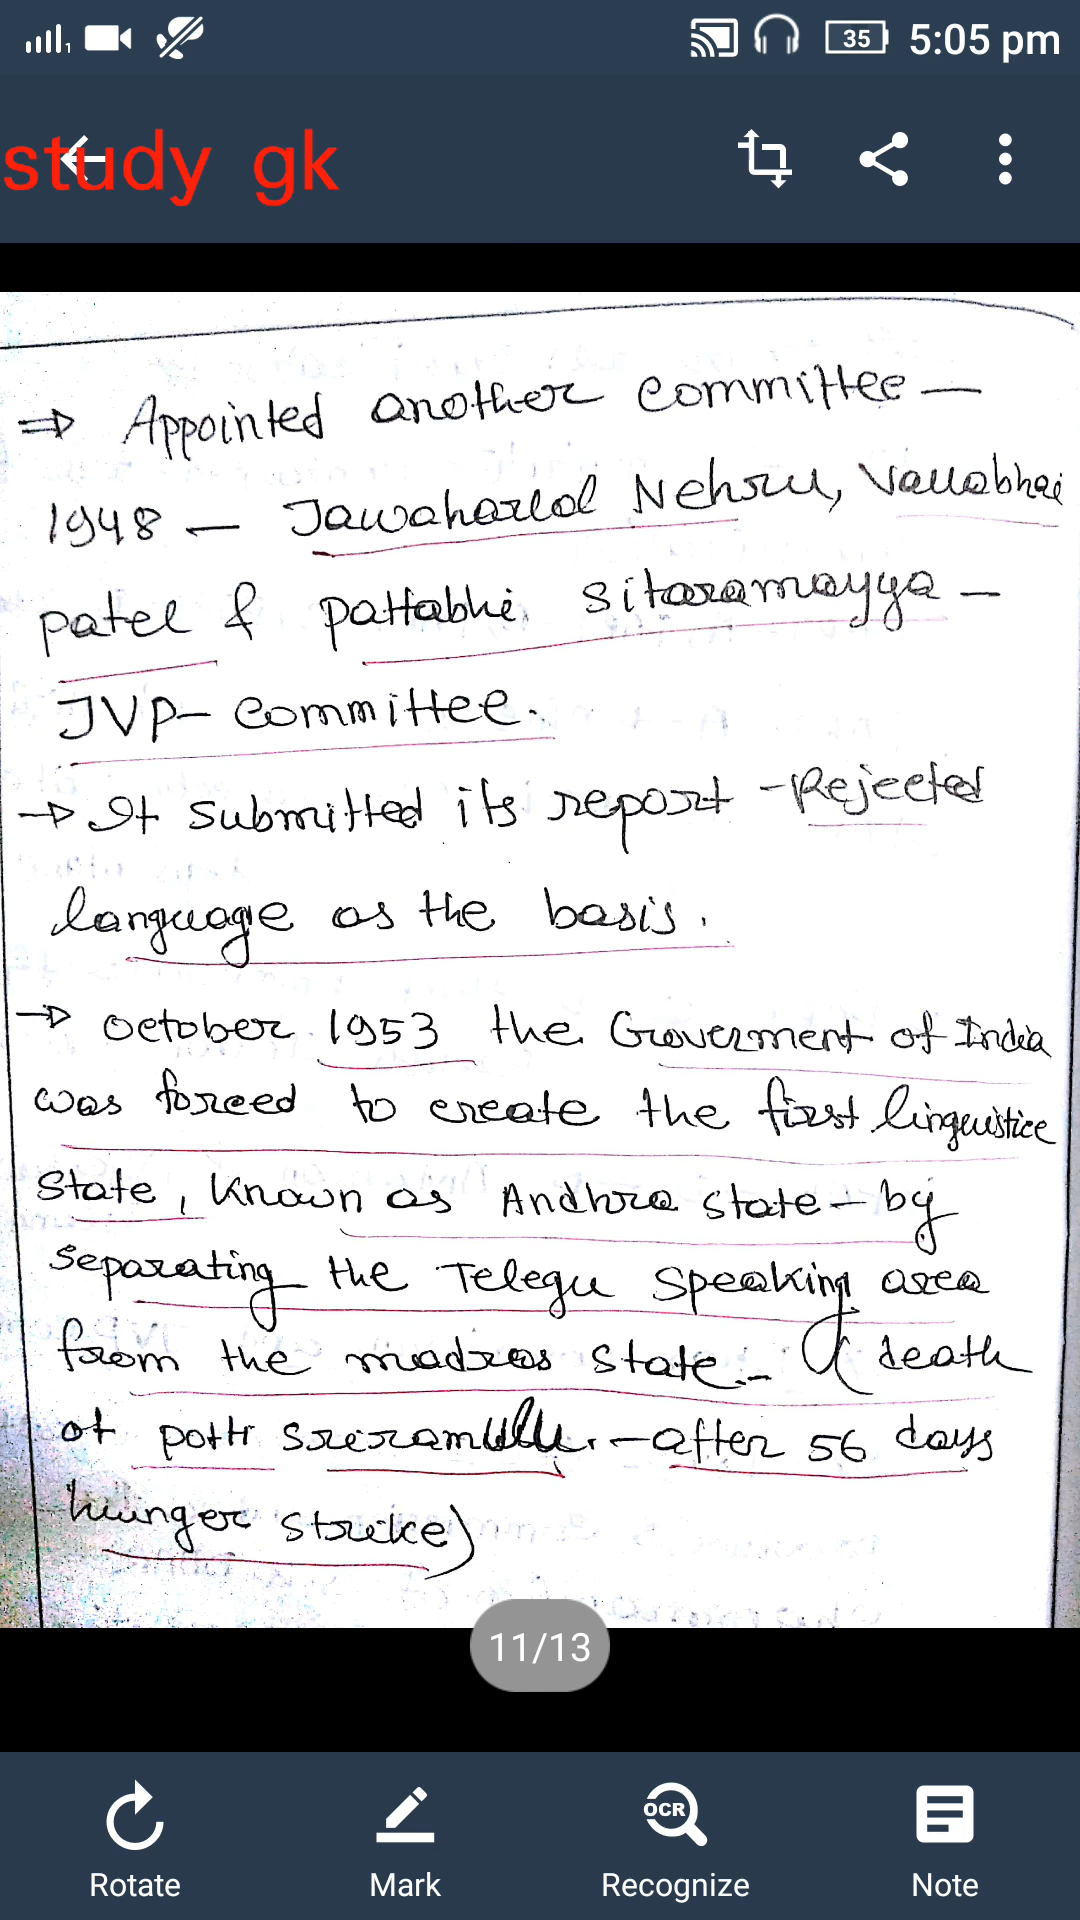 5:05 pm
35
study gk
⇒ Appointed another committee –
1948 – Jawaharlal Nehru, Vallabhai
patel & pattabhi sitaramayya –
JVP- committee.
→ It submitted its report - Rejected
language as the basis.
→ october 1953 the Goverment of India
was forced to create the first linguistice
state, known as Andhra state - by
separating the Telegu speaking area
from the madras state. - (death
of potti sriramullu. - after 56 days
hunger strike)
11/13
OCR
Rotate Mark Recognize Note